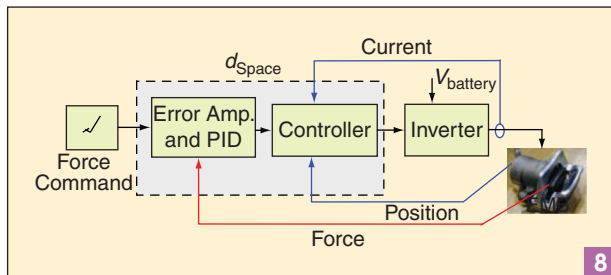 Current
dSpace
Vbattery
Error Amp.
and PID
Controller
Inverter
Force
Command
Position
Force
8